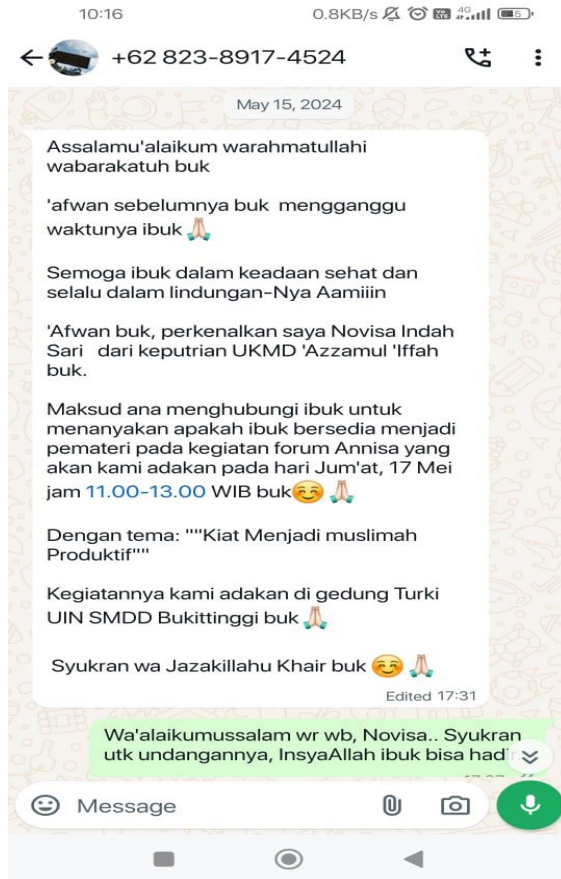 10:16
0.8KB/s
Vo LTE
4G
5
+62 823-8917-4524
May 15, 2024
Assalamu'alaikum warahmatullahi
wabarakatuh buk
'afwan sebelumnya buk  mengganggu
waktunya ibuk 🙏🏻
Semoga ibuk dalam keadaan sehat dan
selalu dalam lindungan-Nya Aamiiin
'Afwan buk, perkenalkan saya Novisa Indah
Sari   dari keputrian UKMD 'Azzamul 'Iffah
buk.
Maksud ana menghubungi ibuk untuk
menanyakan apakah ibuk bersedia menjadi
pemateri pada kegiatan forum Annisa yang
akan kami adakan pada hari Jum'at, 17 Mei
jam 11.00-13.00 WIB buk☺️ 🙏🏻
Dengan tema: ""Kiat Menjadi muslimah
Produktif""
Kegiatannya kami adakan di gedung Turki
UIN SMDD Bukittinggi buk 🙏🏻
Syukran wa Jazakillahu Khair buk ☺️ 🙏🏻
Edited 17:31
Wa'alaikumussalam wr wb, Novisa.. Syukran
utk undangannya, InsyaAllah ibuk bisa
Message